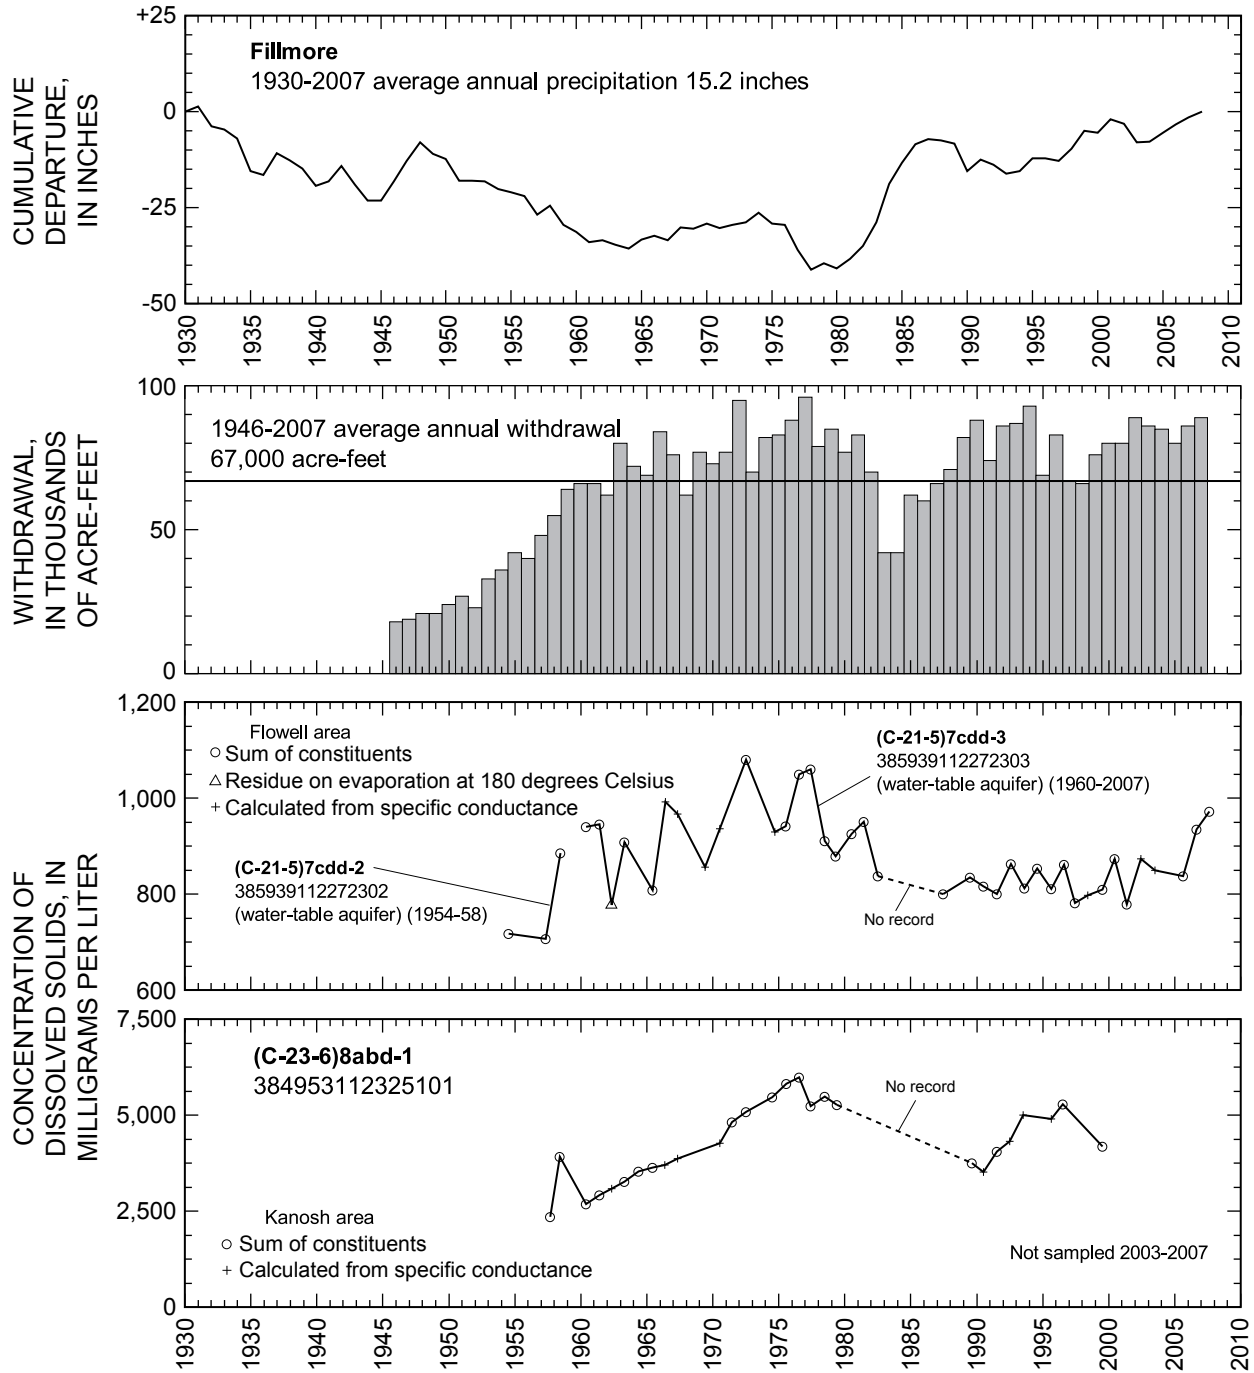 CUMULATIVE
DEPARTURE,
IN INCHES
+25
0
-25
-50
Fillmore
1930-2007 average annual precipitation 15.2 inches
1930 1935 1940 1945 1950 1955 1960 1965 1970 1975 1980 1985 1990 1995 2000 2005 2010
WITHDRAWAL,
IN THOUSANDS
OF ACRE-FEET
100
50
0
1946-2007 average annual withdrawal
67,000 acre-feet
CONCENTRATION OF
DISSOLVED SOLIDS, IN
MILLIGRAMS PER LITER
1,200
1,000
800
600
Flowell area
Sum of constituents
Residue on evaporation at 180 degrees Celsius
Calculated from specific conductance
(C-21-5)7cdd-2
385939112272302
(water-table aquifer) (1954-58)
(C-21-5)7cdd-3
385939112272303
(water-table aquifer) (1960-2007)
No record
7,500
5,000
2,500
0
(C-23-6)8abd-1
384953112325101
No record
Kanosh area
Sum of constituents
Calculated from specific conductance
Not sampled 2003-2007
1930 1935 1940 1945 1950 1955 1960 1965 1970 1975 1980 1985 1990 1995 2000 2005 2010